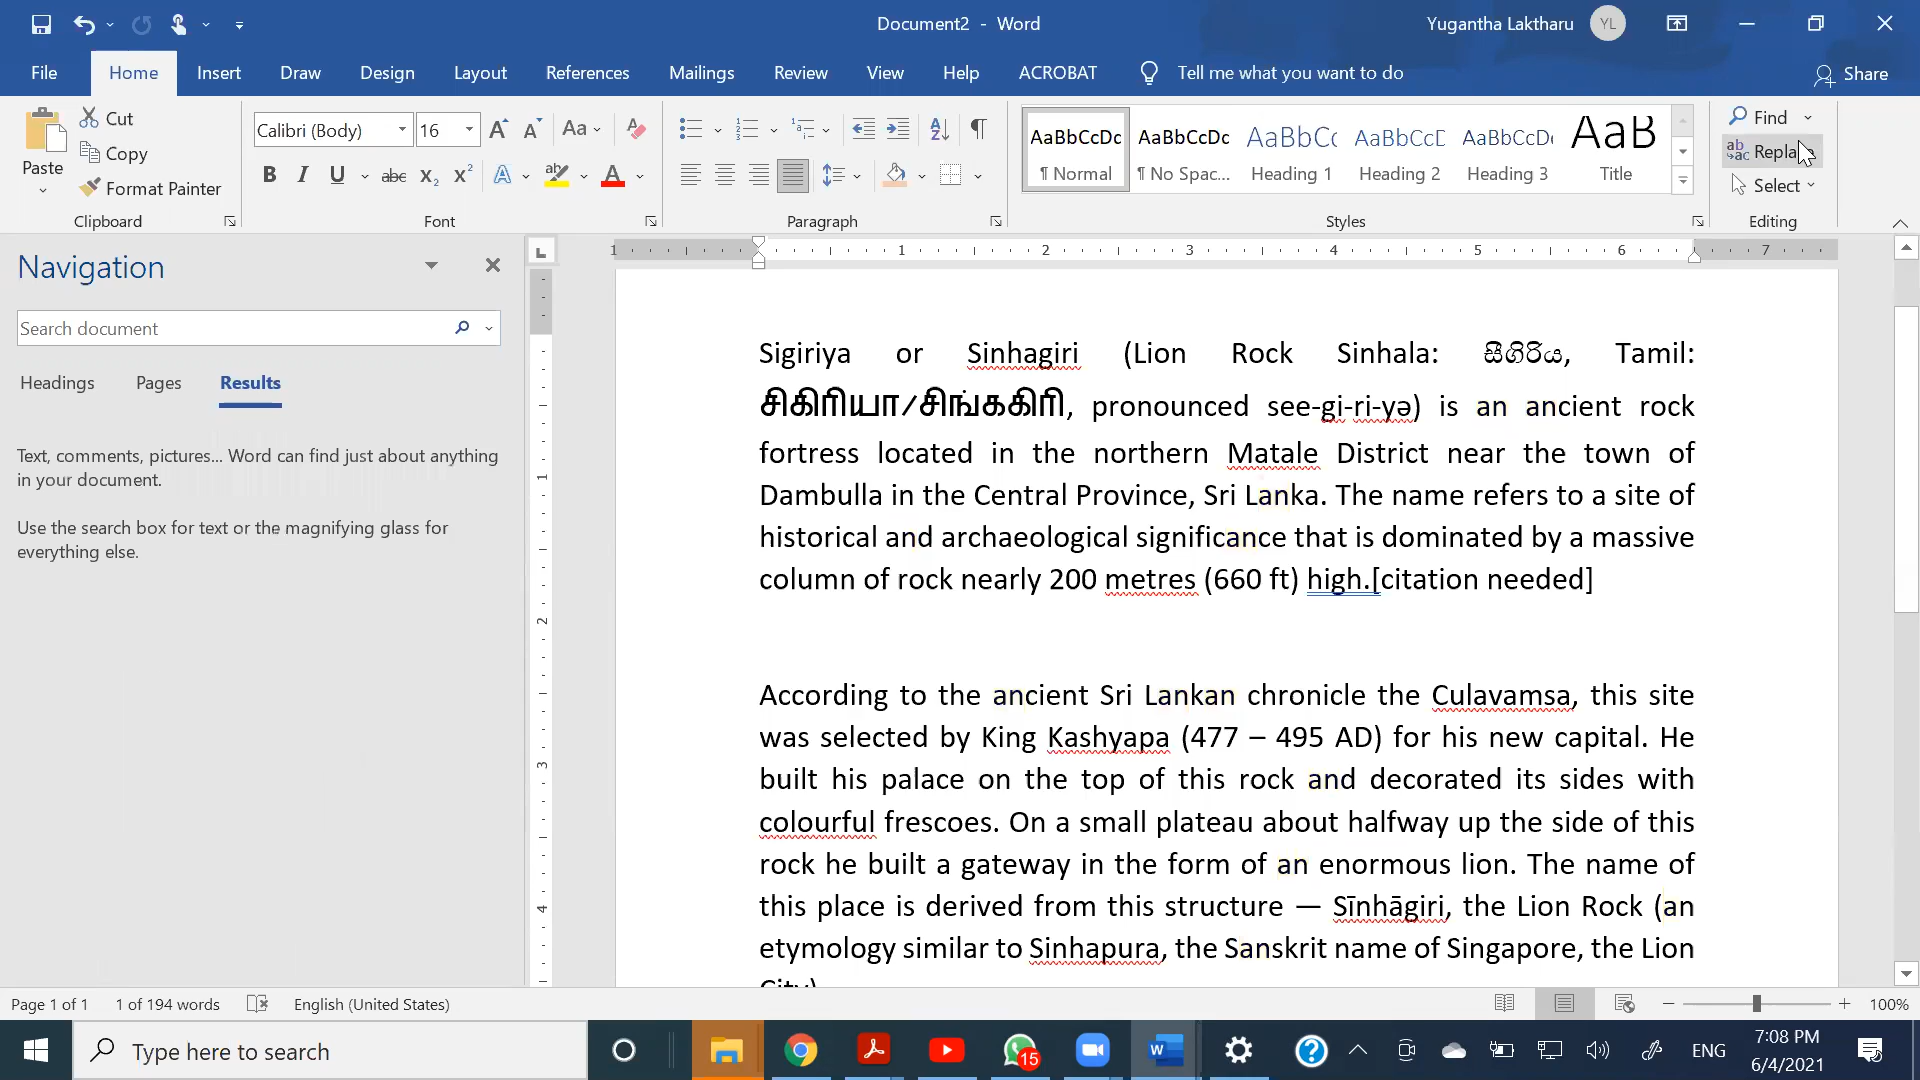 Document2 - Word
Yugantha Laktharu YL
File Home Insert Draw Design Layout References Mailings Review View Help ACROBAT Tell me what you want to do Share
Paste
Cut
Copy
Format Painter
Clipboard
Calibri (Body) 16
Font
Paragraph
AaBbCcDc AaBbCcDc AaBbCc AaBbCcD AaBbCcDc AaB
¶ Normal ¶ No Spac... Heading 1 Heading 2 Heading 3 Title
Styles
Find
Replace
Select
Editing
Navigation
Search document
Headings Pages Results
Text, comments, pictures... Word can find just about anything
in your document.
Use the search box for text or the magnifying glass for
everything else.
Sigiriya or Sinhagiri (Lion Rock Sinhala: සීගිරිය, Tamil:
சிகிரியா/சிங்ககிரி, pronounced see-gi-ri-yə) is an ancient rock
fortress located in the northern Matale District near the town of
Dambulla in the Central Province, Sri Lanka. The name refers to a site of
historical and archaeological significance that is dominated by a massive
column of rock nearly 200 metres (660 ft) high.[citation needed]
According to the ancient Sri Lankan chronicle the Culavamsa, this site
was selected by King Kashyapa (477 – 495 AD) for his new capital. He
built his palace on the top of this rock and decorated its sides with
colourful frescoes. On a small plateau about halfway up the side of this
rock he built a gateway in the form of an enormous lion. The name of
this place is derived from this structure — Sīnhāgiri, the Lion Rock (an
etymology similar to Sinhapura, the Sanskrit name of Singapore, the Lion
City)
Page 1 of 1 1 of 194 words English (United States) 100%
Type here to search
15
ENG
7:08 PM
6/4/2021